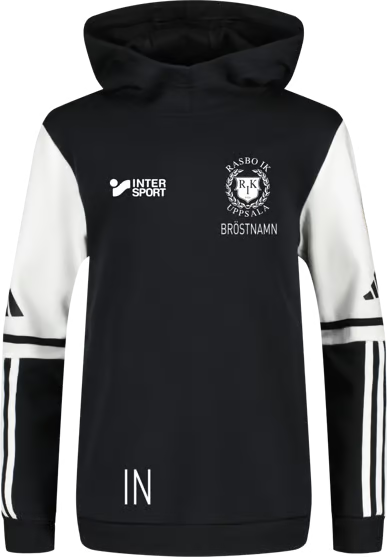 INTER
SPORT
RASBO IK
R I K
UPPSALA
BRÖSTNAMN
IN